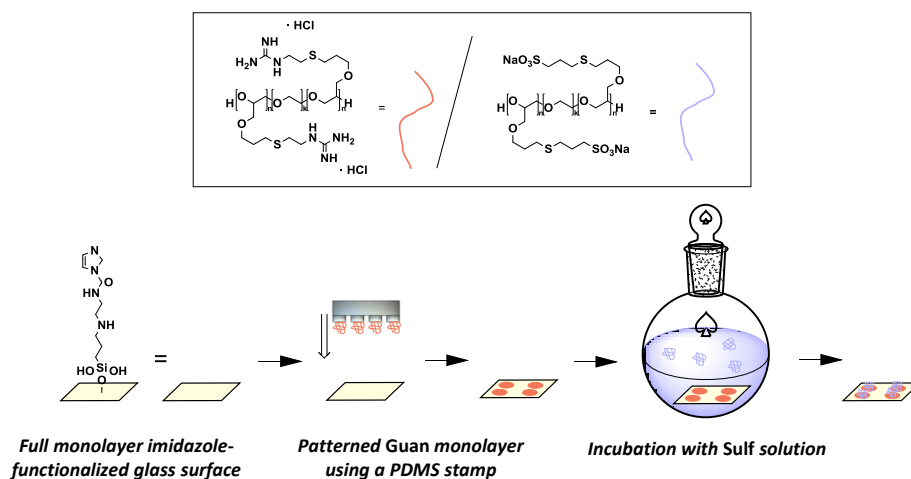 · HCl
NH
H₂N
N
H
S
O
H
O
O
O
H
n
n
n
=
O
S
H
N
NH₂
NH
· HCl
NaO₃S
S
O
H
O
O
O
H
n
n
n
=
O
S
SO₃Na
N
N
O
HN
NH
Si
HO
OH
O
=
Full monolayer imidazole-
functionalized glass surface
Patterned Guan monolayer
using a PDMS stamp
Incubation with Sulf solution